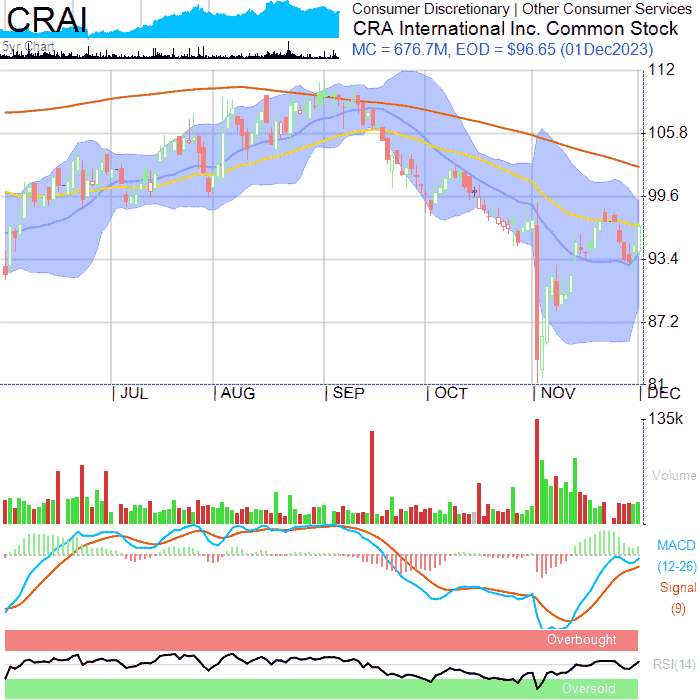 CRAI
5yr Chart
Consumer Discretionary | Other Consumer Services
CRA International Inc. Common Stock
MC = 676.7M, EOD = $96.65 (01Dec2023)
112
105.8
99.6
93.4
87.2
81
JUL
AUG
SEP
OCT
NOV
DEC
135k
Volume
MACD
(12-26)
Signal
(9)
Overbought
RSI(14)
Oversold